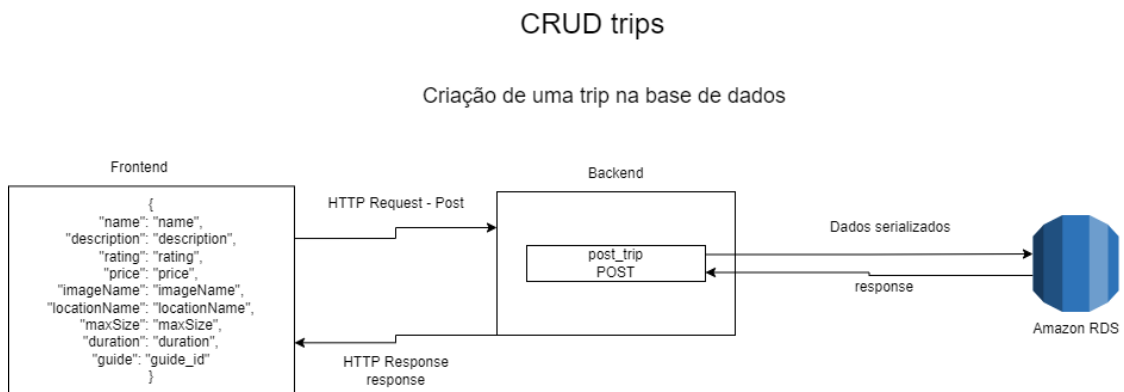 CRUD trips
Criação de uma trip na base de dados
Frontend
{
"name": "name",
"description": "description",
"rating": "rating",
"price": "price",
"imageName": "imageName",
"locationName": "locationName",
"maxSize": "maxSize",
"duration": "duration",
"guide": "guide_id"
}
HTTP Request - Post
HTTP Response
response
Backend
post_trip
POST
Dados serializados
response
Amazon RDS